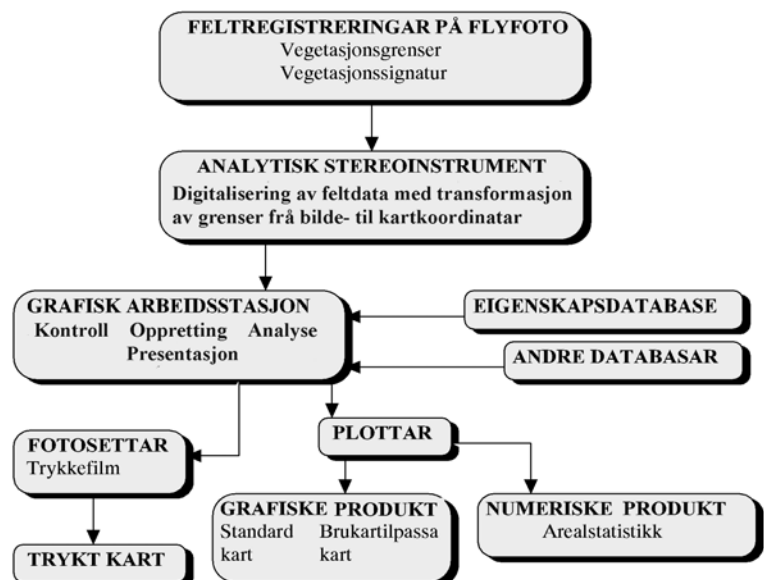 FELTREGISTRERINGAR PÅ FLYFOTO
Vegetasjonsgrenser
Vegetasjonssignatur
ANALYTISK STEREOINSTRUMENT
Digitalisering av feltdata med transformasjon
av grenser frå bilde- til kartkoordinatar
GRAFISK ARBEIDSSTASJON
Kontroll Oppretting Analyse
Presentasjon
EIGENSKAPSDATABASE
ANDRE DATABASAR
FOTOSETTAR
Trykkefilm
PLOTTAR
GRAFISKE PRODUKT
Standard Brukartilpassa
kart kart
NUMERISKE PRODUKT
Arealstatistikk
TRYKT KART